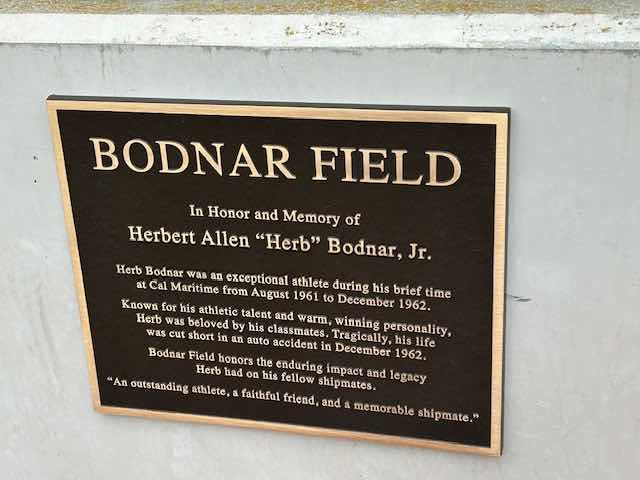 BODNAR FIELD
In Honor and Memory of
Herbert Allen “Herb” Bodnar, Jr.
Herb Bodnar was an exceptional athlete during his brief time
at Cal Maritime from August 1961 to December 1962.
Known for his athletic talent and warm, winning personality,
Herb was beloved by his classmates. Tragically, his life
was cut short in an auto accident in December 1962.
Bodnar Field honors the enduring impact and legacy
Herb had on his fellow shipmates.
“An outstanding athlete, a faithful friend, and a memorable shipmate.”